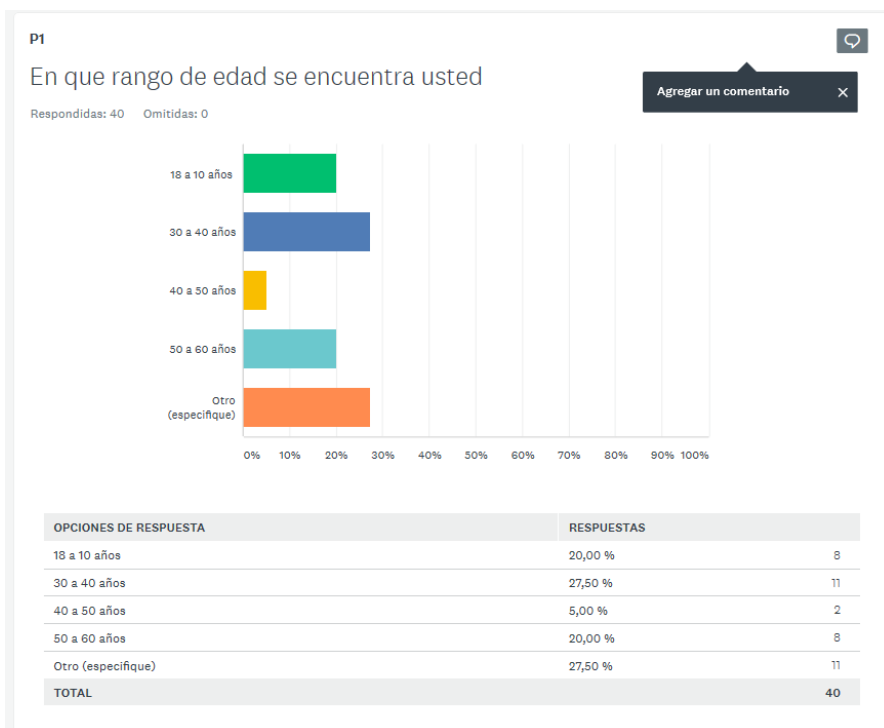 P1
En que rango de edad se encuentra usted
Agregar un comentario
Respondidas: 40 Omitidas: 0
18 a 10 años
30 a 40 años
40 a 50 años
50 a 60 años
Otro
(especifique)
0% 10% 20% 30% 40% 50% 60% 70% 80% 90% 100%
OPCIONES DE RESPUESTA RESPUESTAS
18 a 10 años 20,00 % 8
30 a 40 años 27,50 % 11
40 a 50 años 5,00 % 2
50 a 60 años 20,00 % 8
Otro (especifique) 27,50 % 11
TOTAL 40